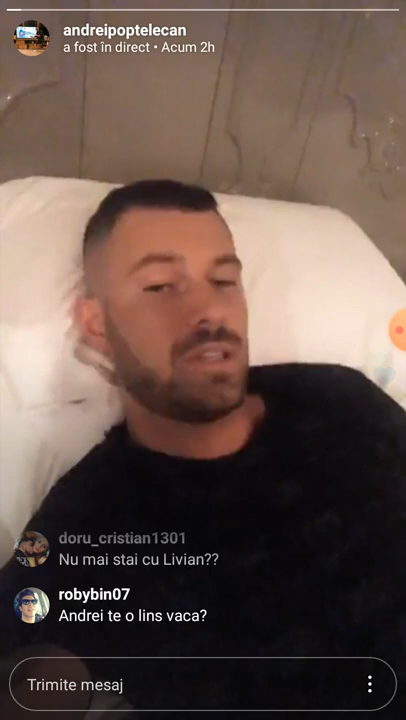 andreipoptelecan
a fost în direct • Acum 2h
doru_cristian1301
Nu mai stai cu Livian??
robybin07
Andrei te o lins vaca?
Trimite mesaj